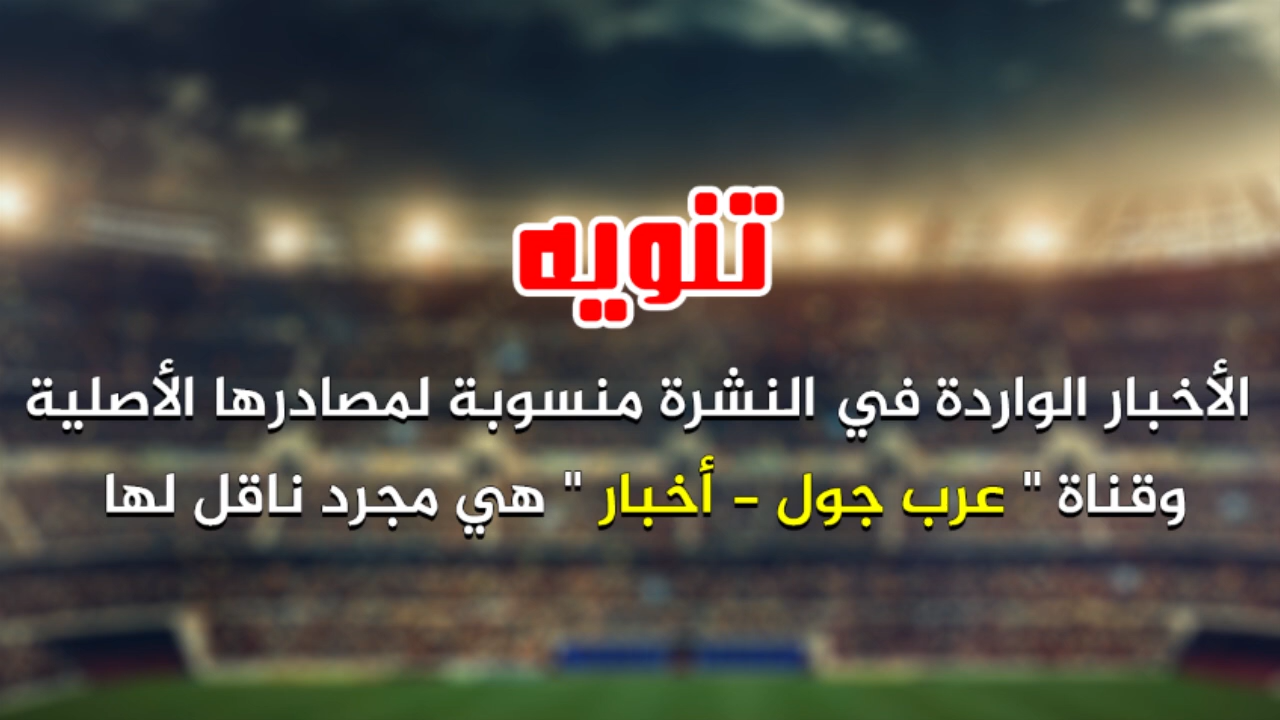 تنويه
الأخبار الواردة في النشرة منسوبة لمصادرها الأصلية
وقناة " عرب جول - أخبار " هي مجرد ناقل لها